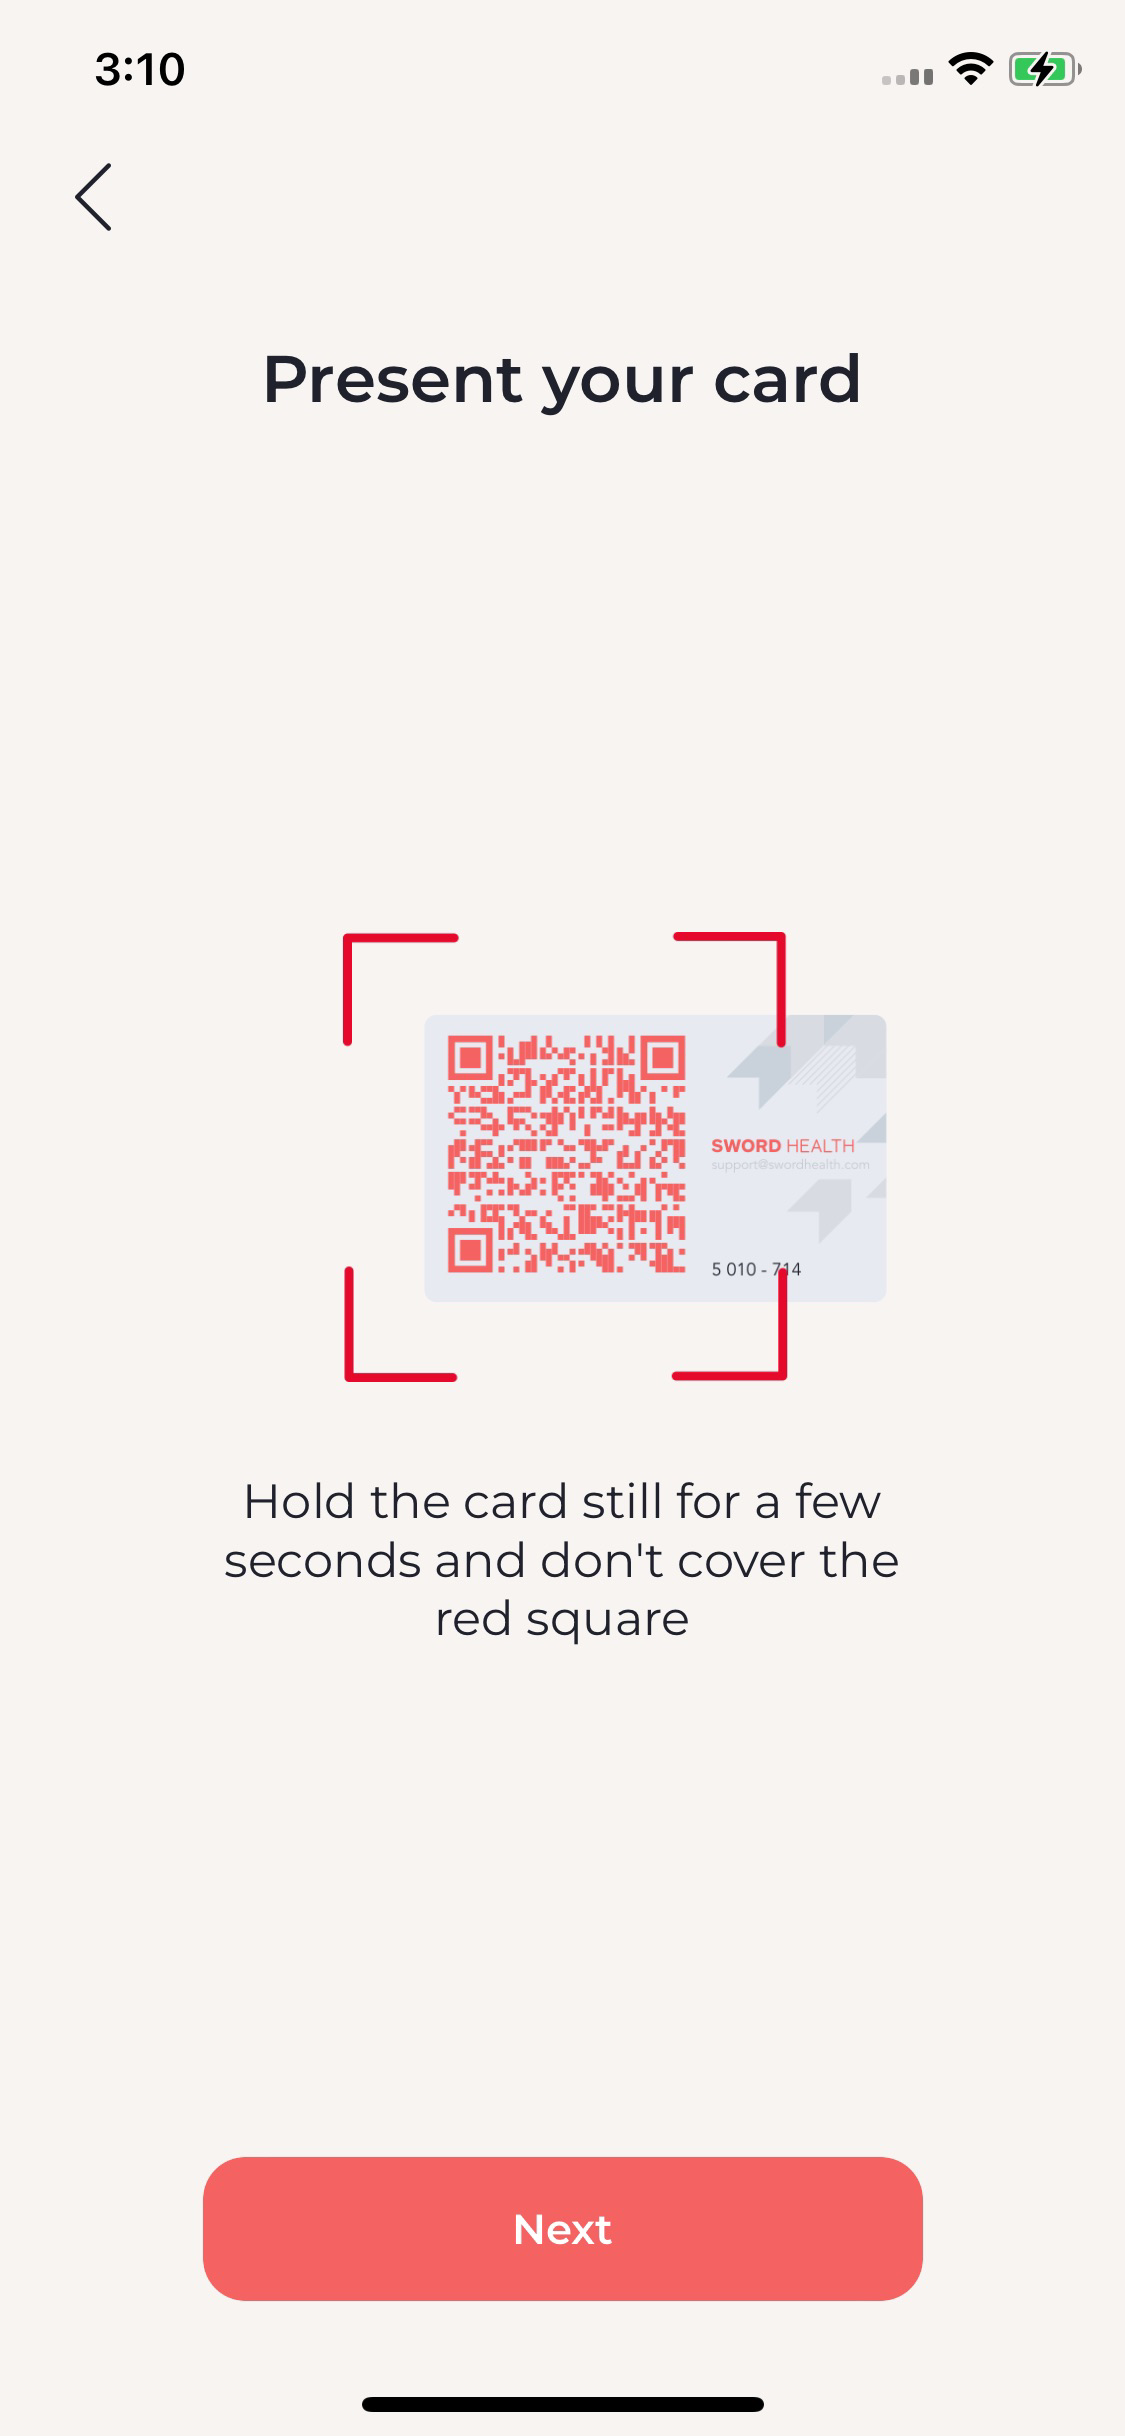 3:10
Present your card
SWORD HEALTH
support@swordhealth.com
5 010 - 714
Hold the card still for a few
seconds and don't cover the
red square
Next